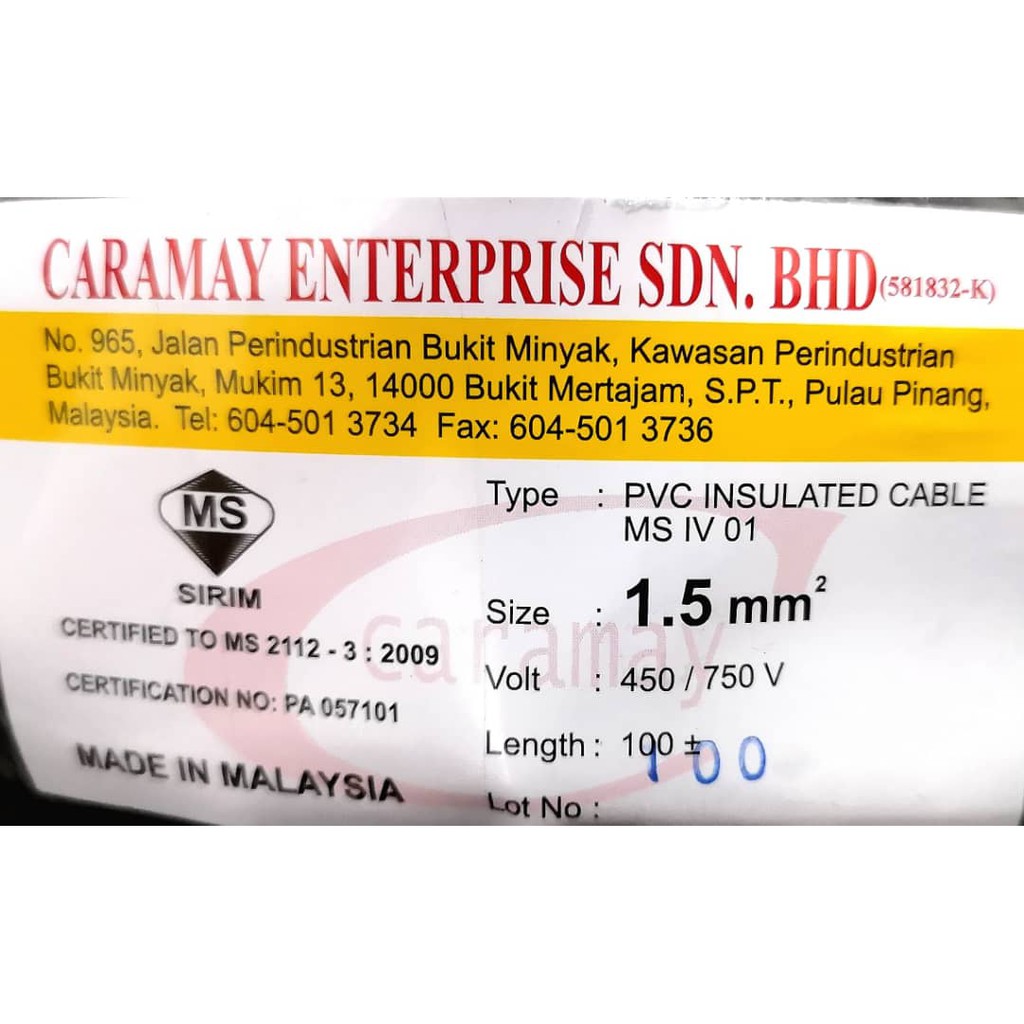 CARAMAY ENTERPRISE SDN. BHD (581832-K)
No. 965, Jalan Perindustrian Bukit Minyak, Kawasan Perindustrian
Bukit Minyak, Mukim 13, 14000 Bukit Mertajam, S.P.T., Pulau Pinang,
Malaysia. Tel: 604-501 3734 Fax: 604-501 3736
MS
SIRIM
CERTIFIED TO MS 2112 - 3 : 2009
CERTIFICATION NO: PA 057101
MADE IN MALAYSIA
caramay
Type : PVC INSULATED CABLE
MS IV 01
Size : 1.5 mm²
Volt : 450 / 750 V
Length : 100 ±
100
Lot No :